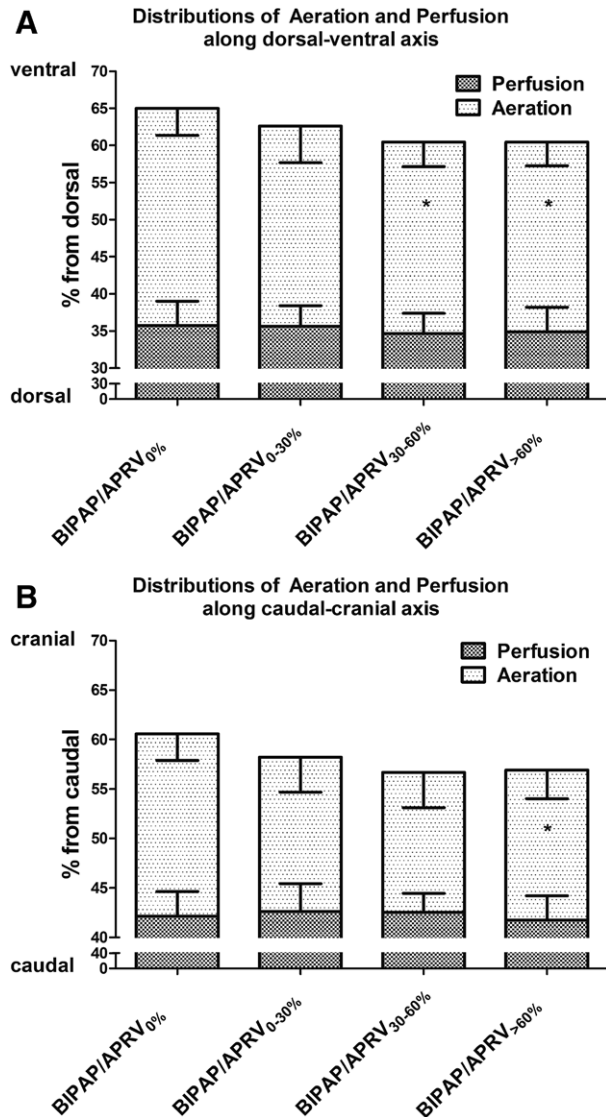 A
Distributions of Aeration and Perfusion
along dorsal-ventral axis
ventral
70
65
60
55
50
45
40
35
30
30
0
% from dorsal
dorsal
Perfusion
Aeration
*
*
BIPAP/APRV0%
BIPAP/APRV0-30%
BIPAP/APRV30-60%
BIPAP/APRV>60%
B
Distributions of Aeration and Perfusion
along caudal-cranial axis
cranial
70
65
60
55
50
45
40
40
0
% from caudal
caudal
Perfusion
Aeration
*
BIPAP/APRV0%
BIPAP/APRV0-30%
BIPAP/APRV30-60%
BIPAP/APRV>60%